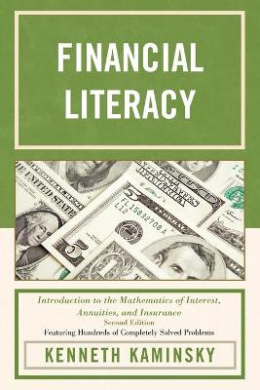 FINANCIAL
LITERACY
Introduction to the Mathematics of Interest,
Annuities, and Insurance
Second Edition
Featuring Hundreds of Completely Solved Problems
KENNETH KAMINSKY